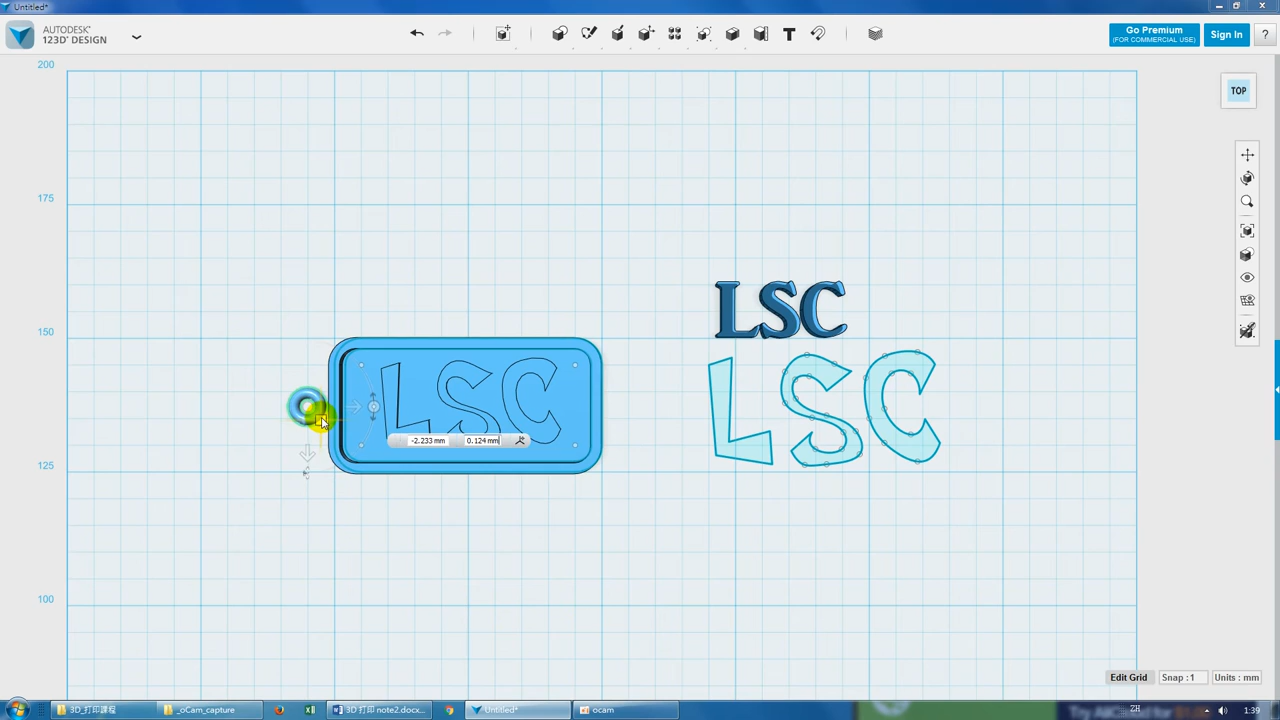 Untitled*
AUTODESK®
123D® DESIGN
T
Go Premium
(FOR COMMERCIAL USE)
Sign In
?
200
TOP
175
150
LSC
LSC
LSC
-2.233 mm
0.124 mm
125
100
Edit Grid
Snap : 1
Units : mm
3D_打印課程
_oCam_capture
3D 打印 note2.docx...
Untitled*
ocam
ZH
1:39